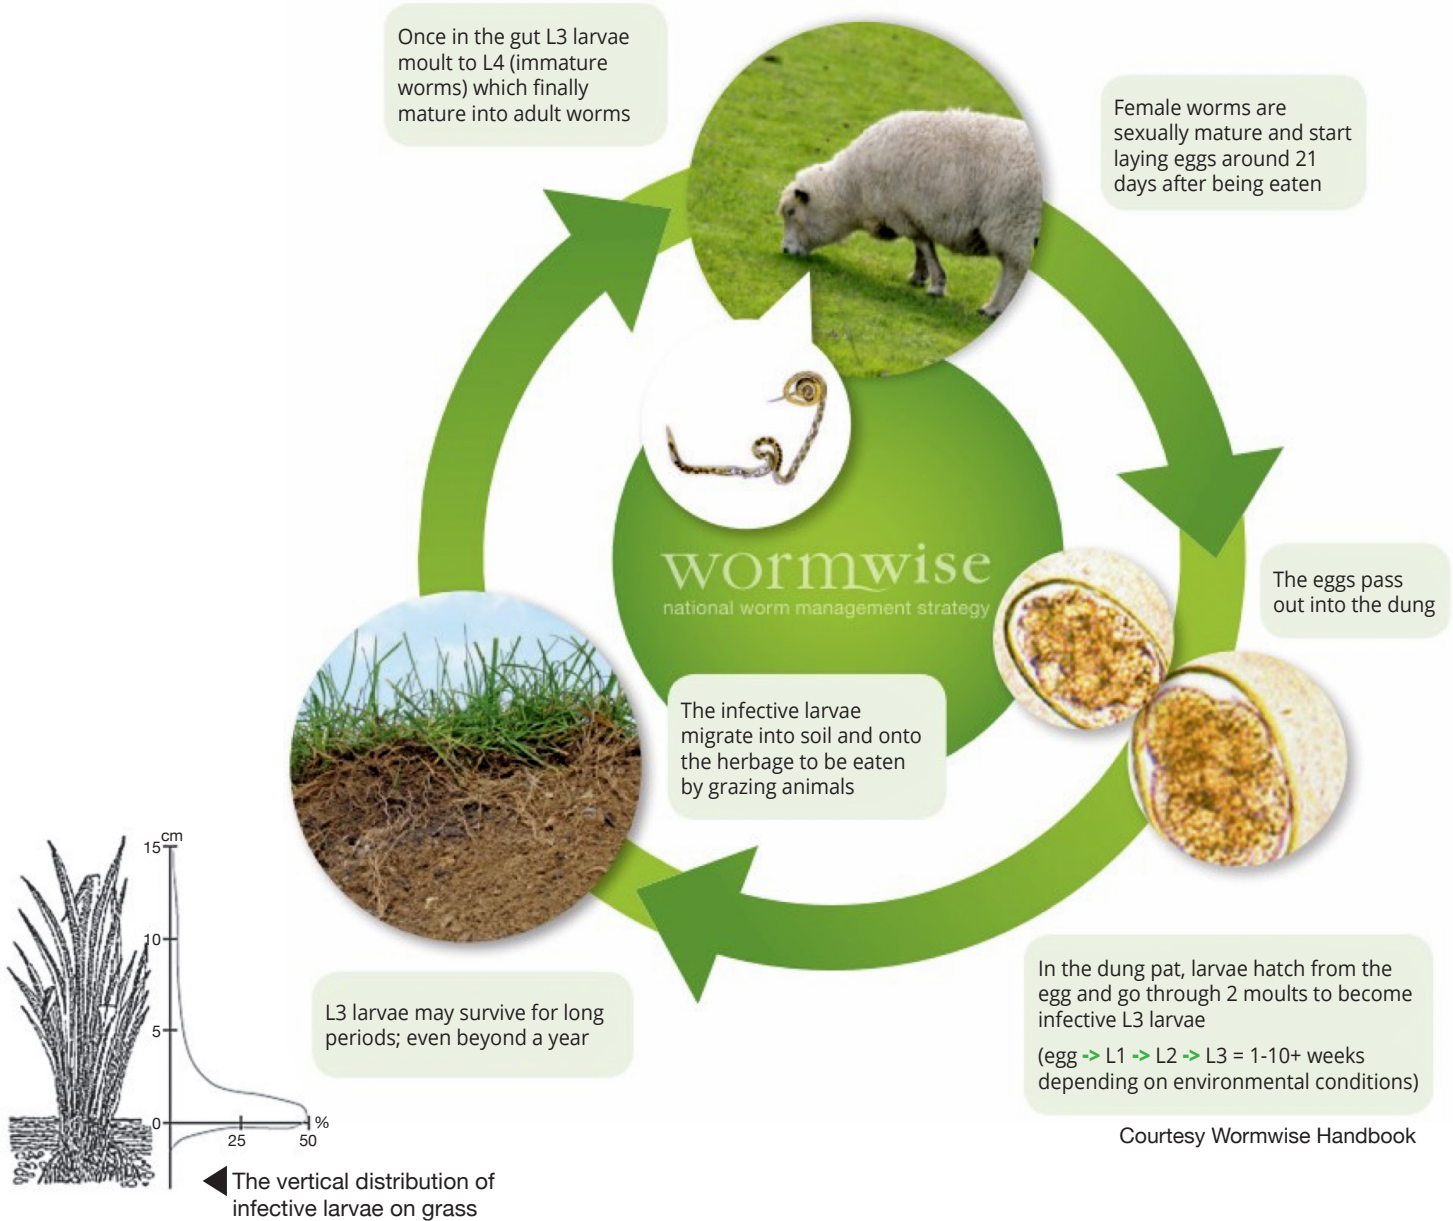 Once in the gut L3 larvae
moult to L4 (immature
worms) which finally
mature into adult worms
Female worms are
sexually mature and start
laying eggs around 21
days after being eaten
wormwise
national worm management strategy
The eggs pass
out into the dung
The infective larvae
migrate into soil and onto
the herbage to be eaten
by grazing animals
In the dung pat, larvae hatch from the
egg and go through 2 moults to become
infective L3 larvae
(egg -> L1 -> L2 -> L3 = 1-10+ weeks
depending on environmental conditions)
L3 larvae may survive for long
periods; even beyond a year
Courtesy Wormwise Handbook
cm
15
10
5
0
%
25 50
The vertical distribution of
infective larvae on grass